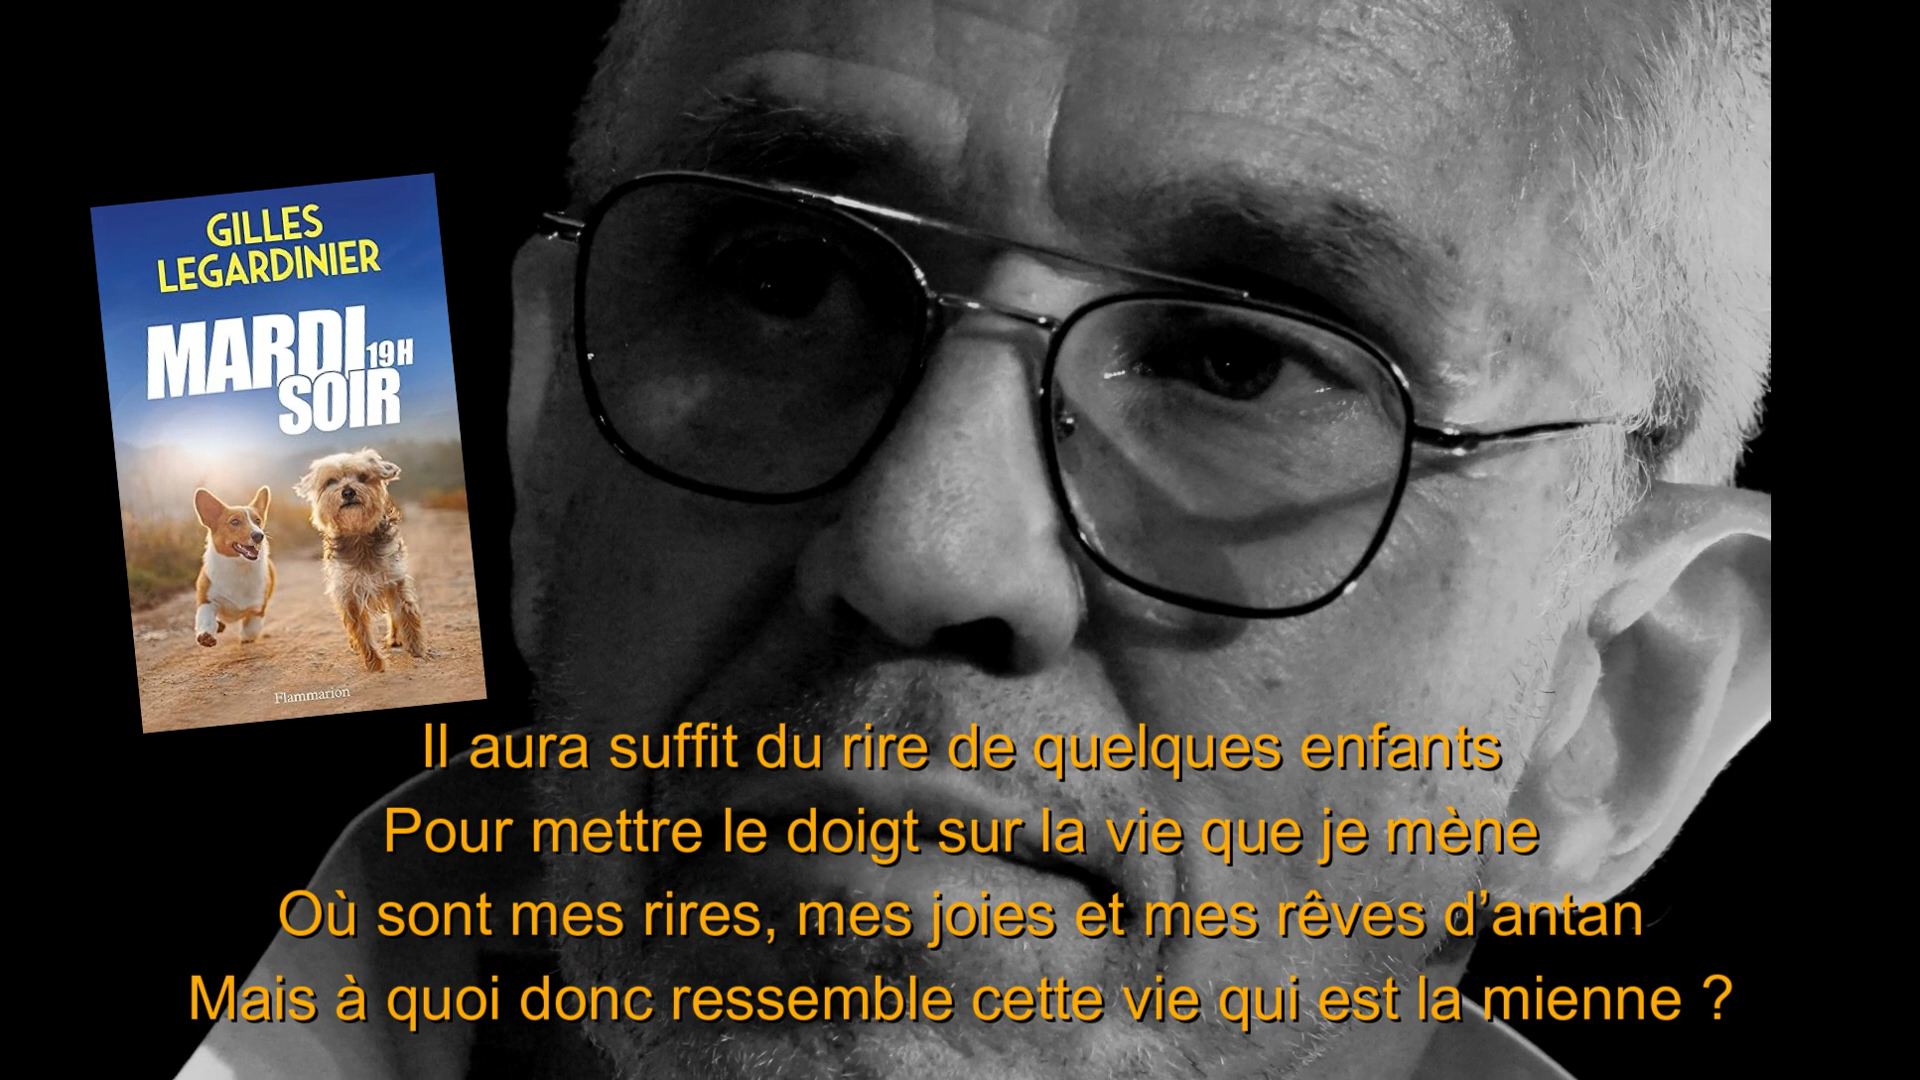 GILLES
LEGARDINIER
MARDI 19H
SOIR
Flammarion
Il aura suffit du rire de quelques enfants
Pour mettre le doigt sur la vie que je mène
Où sont mes rires, mes joies et mes rêves d’antan
Mais à quoi donc ressemble cette vie qui est la mienne ?